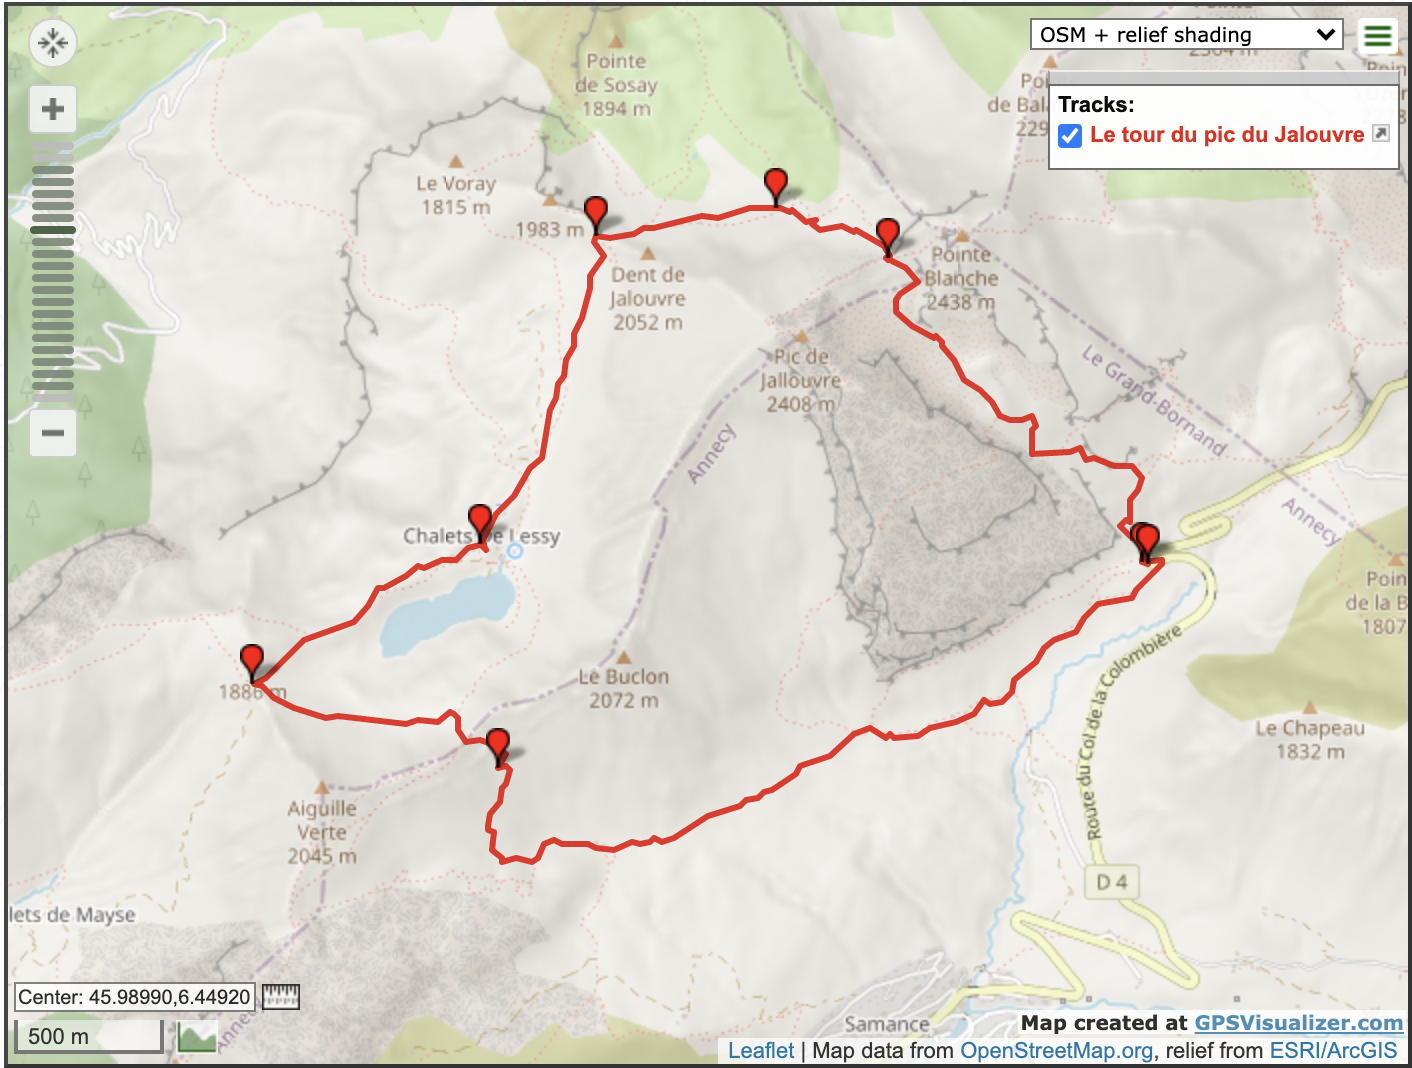 OSM + relief shading
Pointe
de Sosay
1894 m
Tracks:
Le tour du pic du Jalouvre
Le Voray
1815 m
1983 m
Dent de
Jalouvre
2052 m
Pointe
Blanche
2438 m
Pic de
Jallouvre
2408 m
Le Grand-Bornand
Annecy
Annecy
Chalets De Lessy
1886 m
Le Buclon
2072 m
Poin
de la B
1807
Route du Col de la Colombière
Le Chapeau
1832 m
Aiguille
Verte
2045 m
D 4
lets de Mayse
Center: 45.98990,6.44920
500 m
Samance
Map created at GPSVisualizer.com
Leaflet | Map data from OpenStreetMap.org, relief from ESRI/ArcGIS